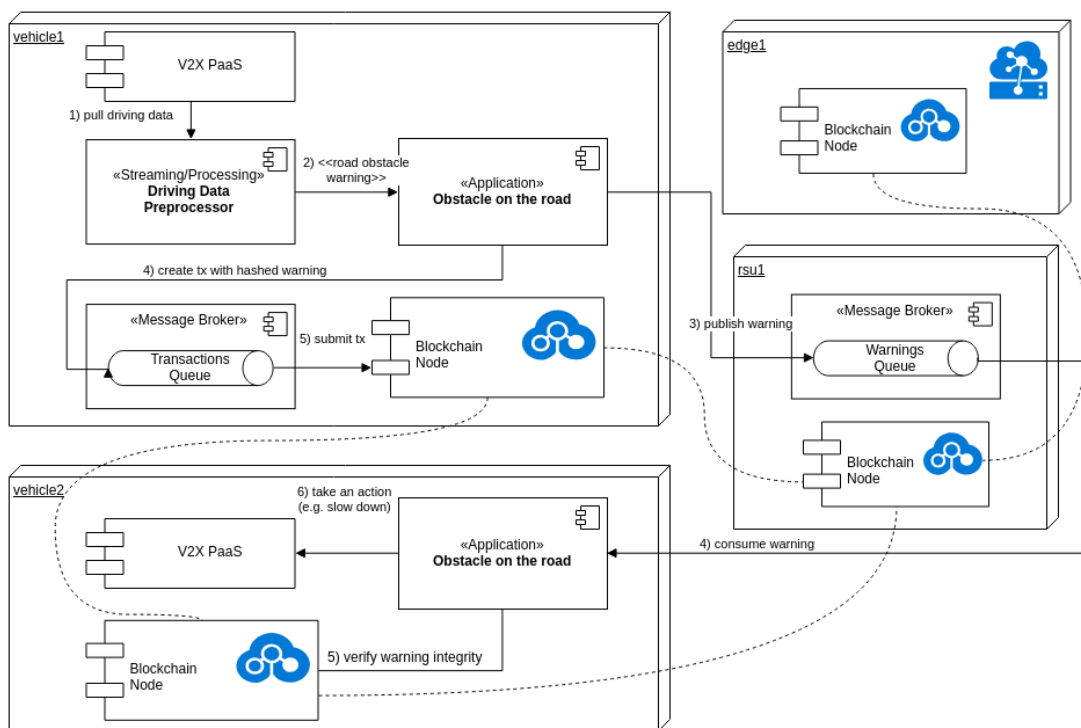 vehicle1
V2X PaaS
1) pull driving data
«Streaming/Processing»
Driving Data
Preprocessor
2) <<road obstacle
warning>>
«Application»
Obstacle on the road
4) create tx with hashed warning
«Message Broker»
Transactions
Queue
5) submit tx
Blockchain
Node
edge1
Blockchain
Node
rsu1
3) publish warning
«Message Broker»
Warnings
Queue
Blockchain
Node
vehicle2
V2X PaaS
6) take an action
(e.g. slow down)
«Application»
Obstacle on the road
4) consume warning
Blockchain
Node
5) verify warning integrity